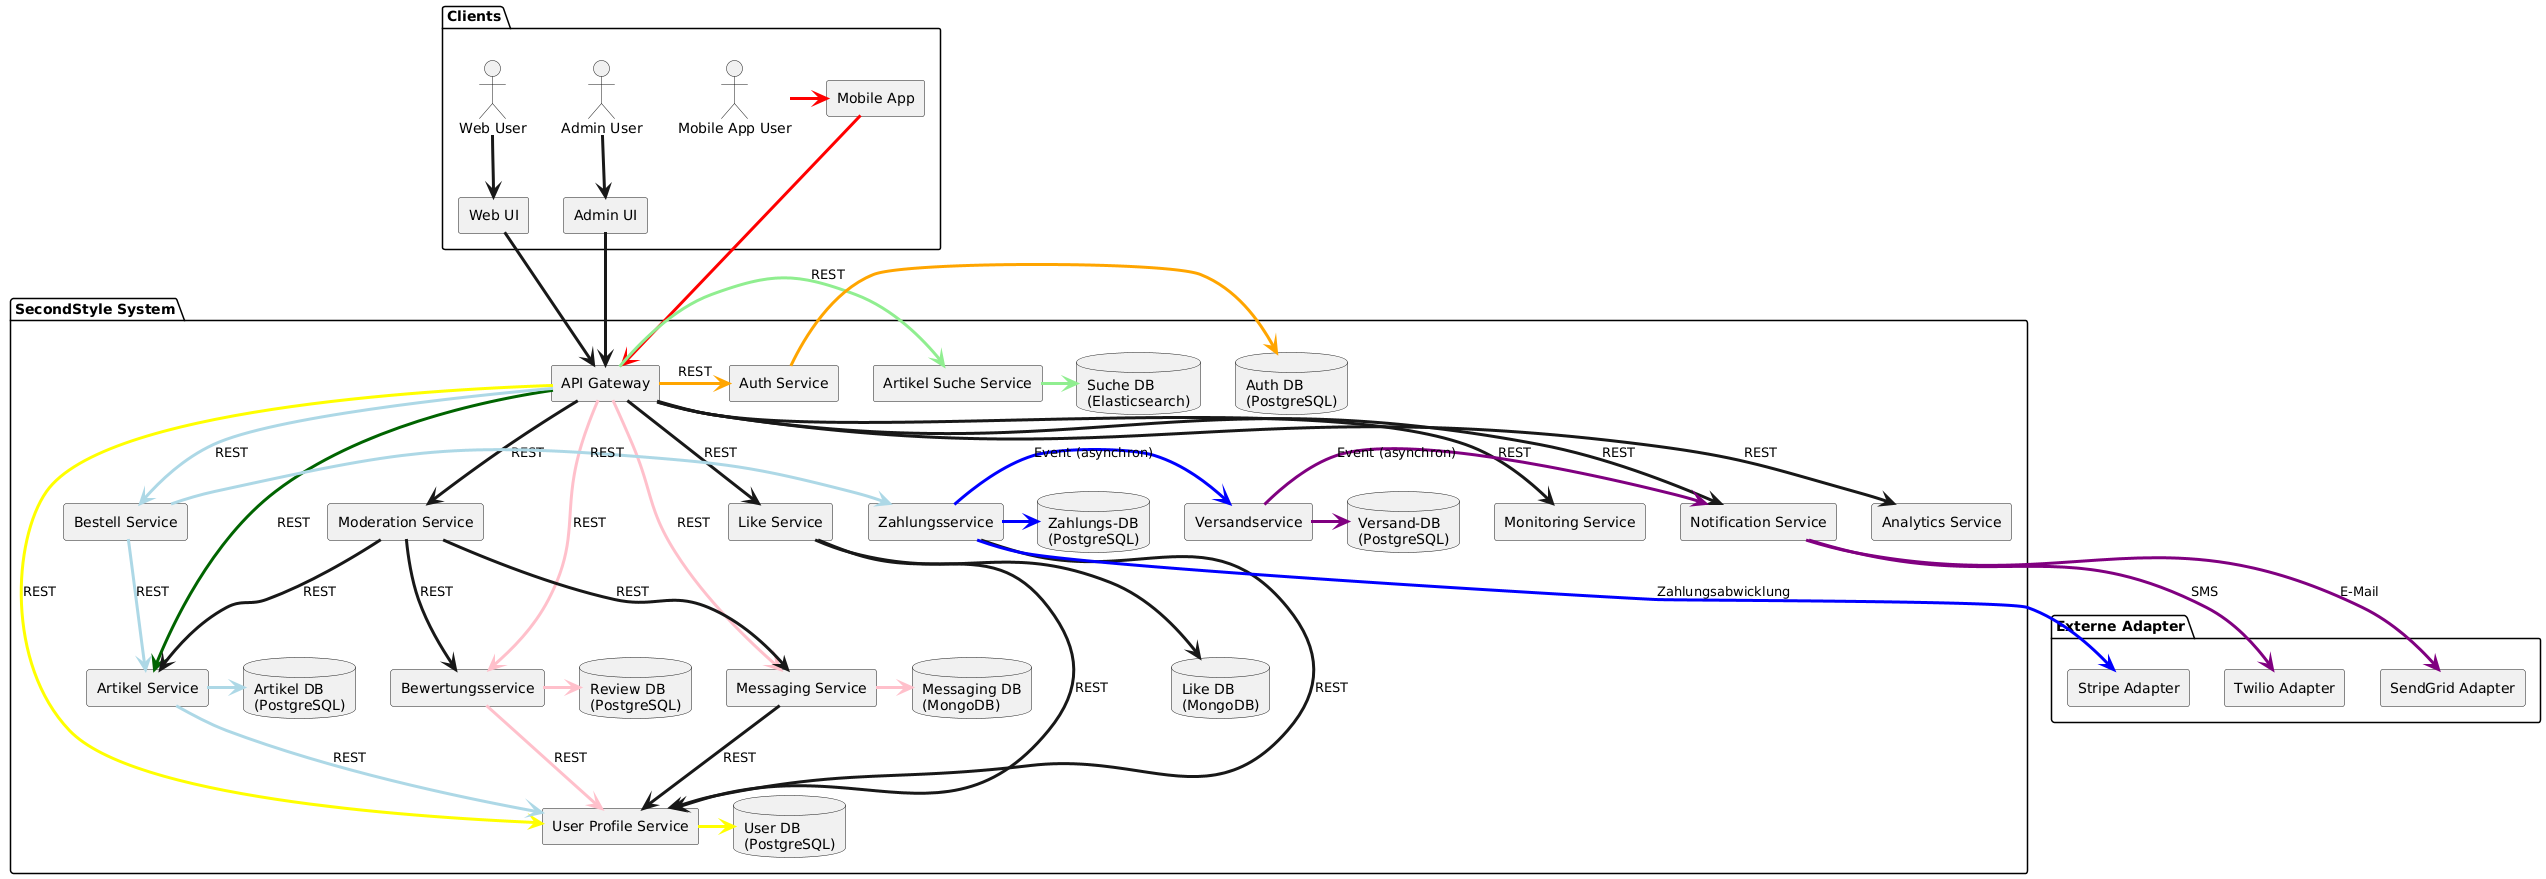 Clients
Web User
Admin User
Mobile App User
Mobile App
Web UI
Admin UI
REST
SecondStyle System
API Gateway
REST
Auth Service
Artikel Suche Service
Suche DB
(Elasticsearch)
Auth DB
(PostgreSQL)
REST
REST
REST
REST
Event (asynchron)
Event (asynchron)
REST
REST
REST
Bestell Service
REST
Moderation Service
REST
REST
Like Service
Zahlungsservice
Zahlungs-DB
(PostgreSQL)
Versandservice
Versand-DB
(PostgreSQL)
Monitoring Service
Notification Service
Analytics Service
REST
REST
REST
REST
REST
Zahlungsabwicklung
SMS
E-Mail
Externe Adapter
Artikel Service
Artikel DB
(PostgreSQL)
Bewertungsservice
Review DB
(PostgreSQL)
Messaging Service
Messaging DB
(MongoDB)
REST
Like DB
(MongoDB)
REST
Stripe Adapter
Twilio Adapter
SendGrid Adapter
REST
REST
REST
User Profile Service
User DB
(PostgreSQL)